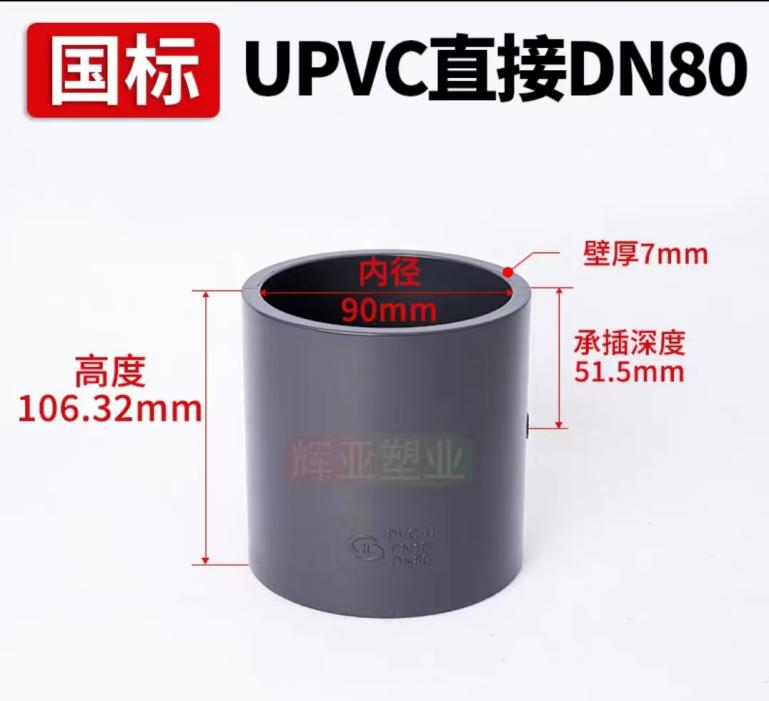 国标 UPVC直接DN80
壁厚7mm
内径
90mm
承插深度
51.5mm
高度
106.32mm
辉亚塑业
PVC-U
PN16
DN80